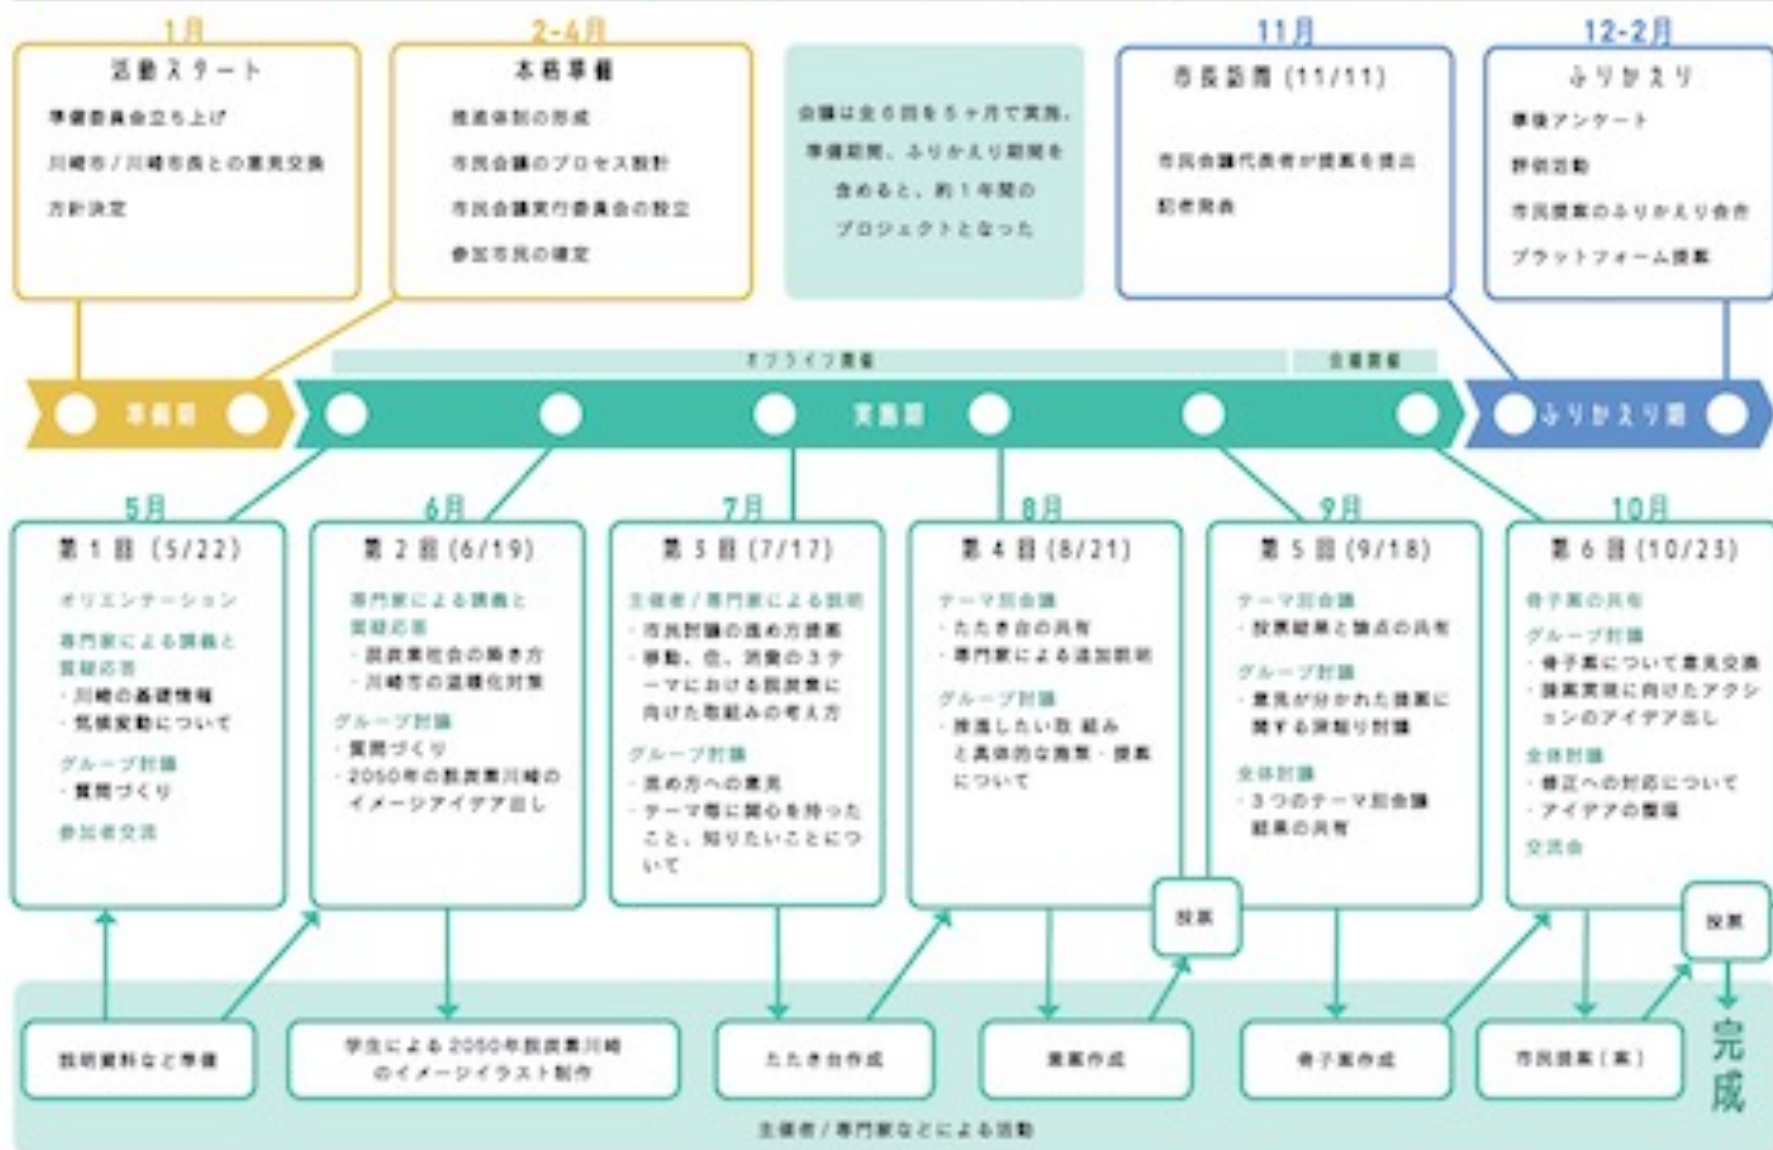 1月
活動スタート
準備委員会立ち上げ
川崎市/川崎市長との意見交換
方針決定
2-4月
本格準備
推進体制の形成
市民会議のプロセス設計
市民会議実行委員会の設立
参加市民の確定
会議は全6回を5ヶ月で実施。
準備期間、ふりかえり期間を
含めると、約1年間の
プロジェクトとなった
11月
市長訪問(11/11)
市民会議代表者が提案を提出
記者発表
12-2月
ふりかえり
事後アンケート
評価活動
市民提案のふりかえり会合
プラットフォーム提案
開催
会場開催
準備期
実施期
ふりかえり期
5月
第1回(5/22)
オリエンテーション
専門家による講義と
質疑応答
・川崎の基礎情報
・気候変動について
グループ討議
・質問づくり
参加者交流
6月
第2回(6/19)
専門家による講義と
質疑応答
・脱炭素社会の築き方
・川崎市の温暖化対策
グループ討議
・質問づくり
・2050年の脱炭素川崎の
イメージアイデア出し
7月
第3回(7/17)
主催者/専門家による説明
・市民討議の進め方提案
・移動、住、消費の3テ
ーマにおける脱炭素に
向けた取組みの考え方
グループ討議
・進め方への意見
・テーマ毎に関心を持った
こと、知りたいことにつ
いて
8月
第4回(8/21)
テーマ別会議
・たたき台の共有
・専門家による追加説明
グループ討議
・推進したい取 組み
と具体的な施策・提案
について
9月
第5回(9/18)
テーマ別会議
・投票結果と論点の共有
グループ討議
・意見が分かれた提案に
関する深掘り討議
全体討議
・3つのテーマ別会議
結果の共有
10月
第6回(10/23)
骨子案の共有
グループ討議
・骨子案について意見交換
・提案実現に向けたアクシ
ョンのアイデア出し
全体討議
・修正への対応について
・アイデアの整理
交流会
投票
投票
説明資料など準備
学生による2050年脱炭素川崎
のイメージイラスト制作
たたき台作成
素案作成
骨子案作成
市民提案(案)
完成
主催者/専門家などによる活動